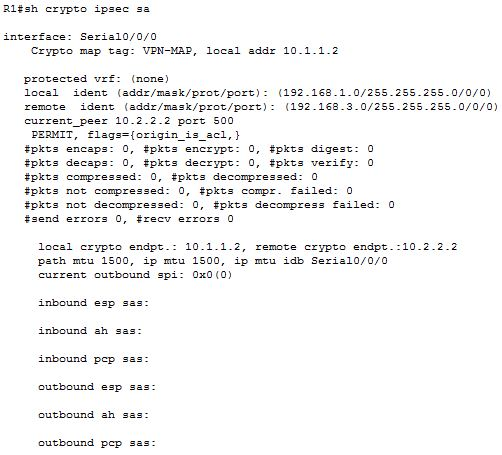 R1#sh crypto ipsec sa

interface: Serial0/0/0
    Crypto map tag: VPN-MAP, local addr 10.1.1.2

   protected vrf: (none)
   local  ident (addr/mask/prot/port): (192.168.1.0/255.255.255.0/0/0)
   remote  ident (addr/mask/prot/port): (192.168.3.0/255.255.255.0/0/0)
   current_peer 10.2.2.2 port 500
    PERMIT, flags={origin_is_acl,}
   #pkts encaps: 0, #pkts encrypt: 0, #pkts digest: 0
   #pkts decaps: 0, #pkts decrypt: 0, #pkts verify: 0
   #pkts compressed: 0, #pkts decompressed: 0
   #pkts not compressed: 0, #pkts compr. failed: 0
   #pkts not decompressed: 0, #pkts decompress failed: 0
   #send errors 0, #recv errors 0

     local crypto endpt.: 10.1.1.2, remote crypto endpt.:10.2.2.2
     path mtu 1500, ip mtu 1500, ip mtu idb Serial0/0/0
     current outbound spi: 0x0(0)

     inbound esp sas:

     inbound ah sas:

     inbound pcp sas:

     outbound esp sas:

     outbound ah sas:

     outbound pcp sas: